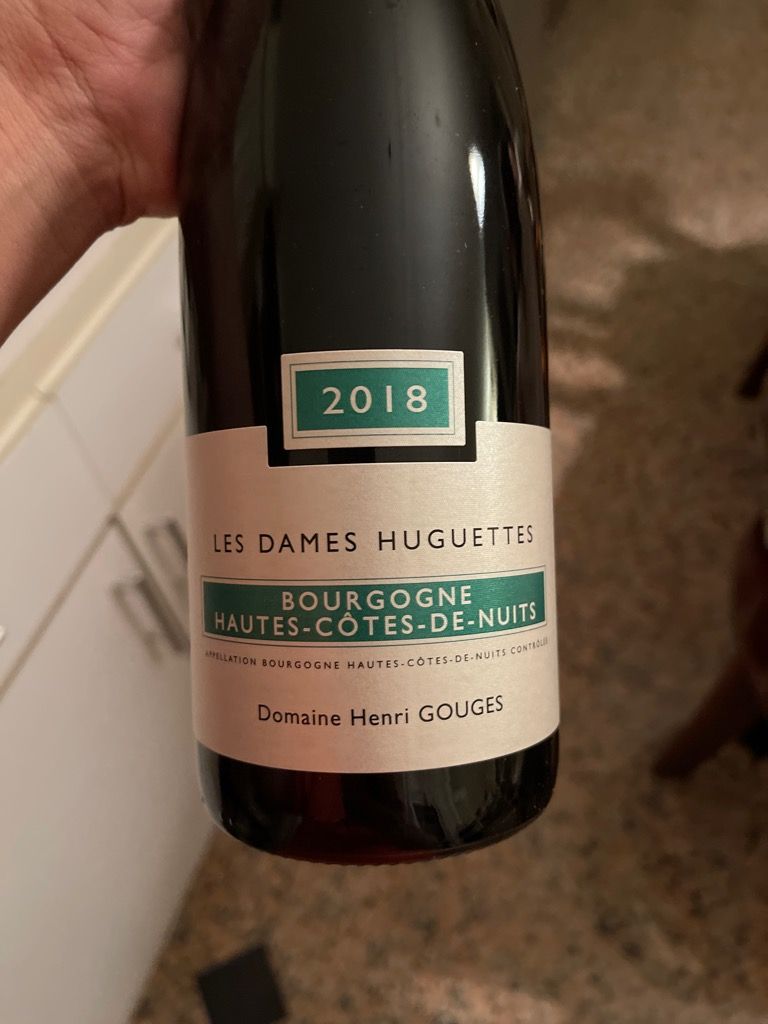 2018
LES DAMES HUGUETTES
BOURGOGNE
HAUTES-CÔTES-DE-NUITS
APPELLATION BOURGOGNE HAUTES-CÔTES-DE-NUITS CONTRÔLÉE
Domaine Henri GOUGES